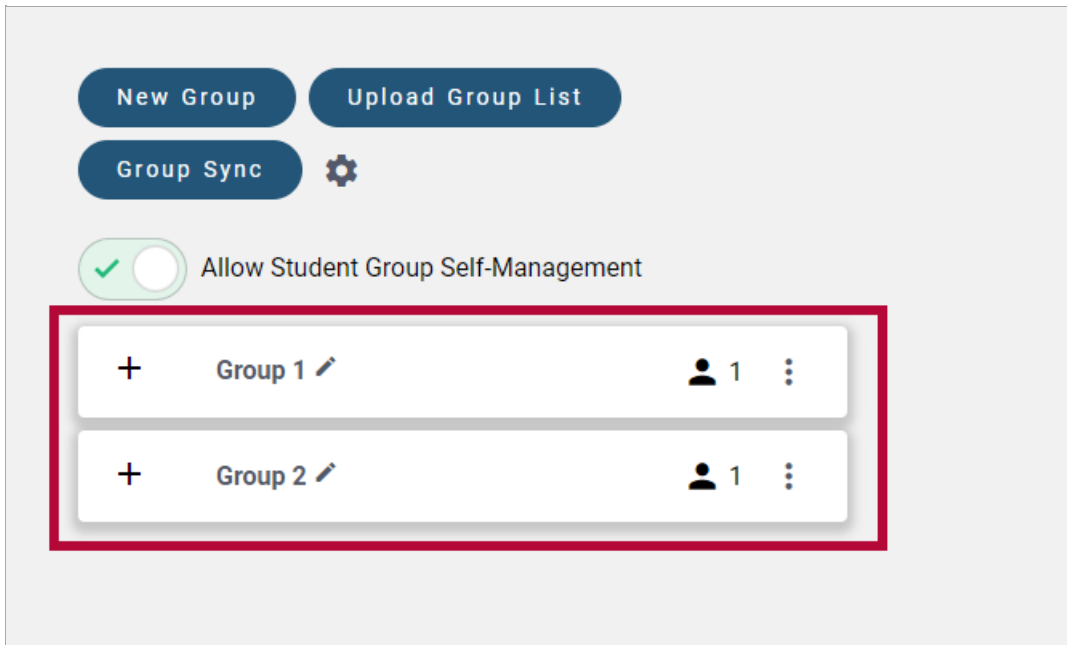 New Group Upload Group List
Group Sync
Allow Student Group Self-Management
Group 1 1
Group 2 1